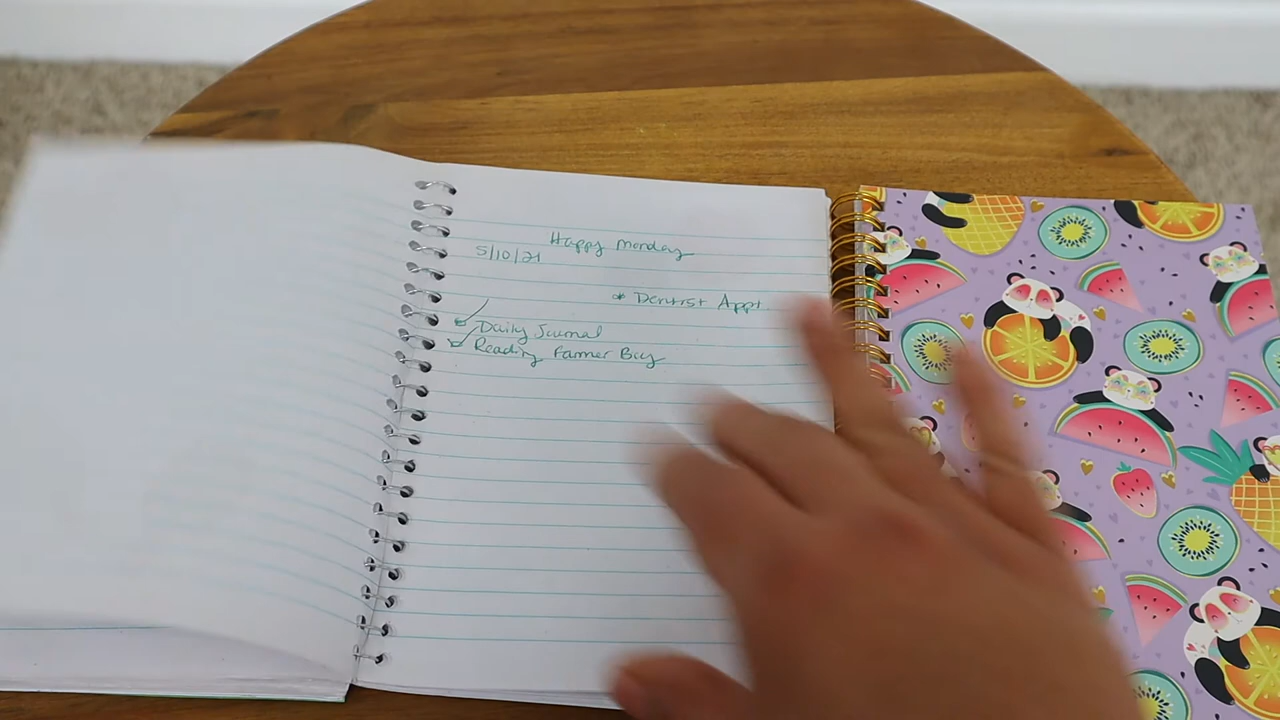 Happy Monday
5/10/21
* Dentist Appt
Daily Journal
Reading Farmer Boy